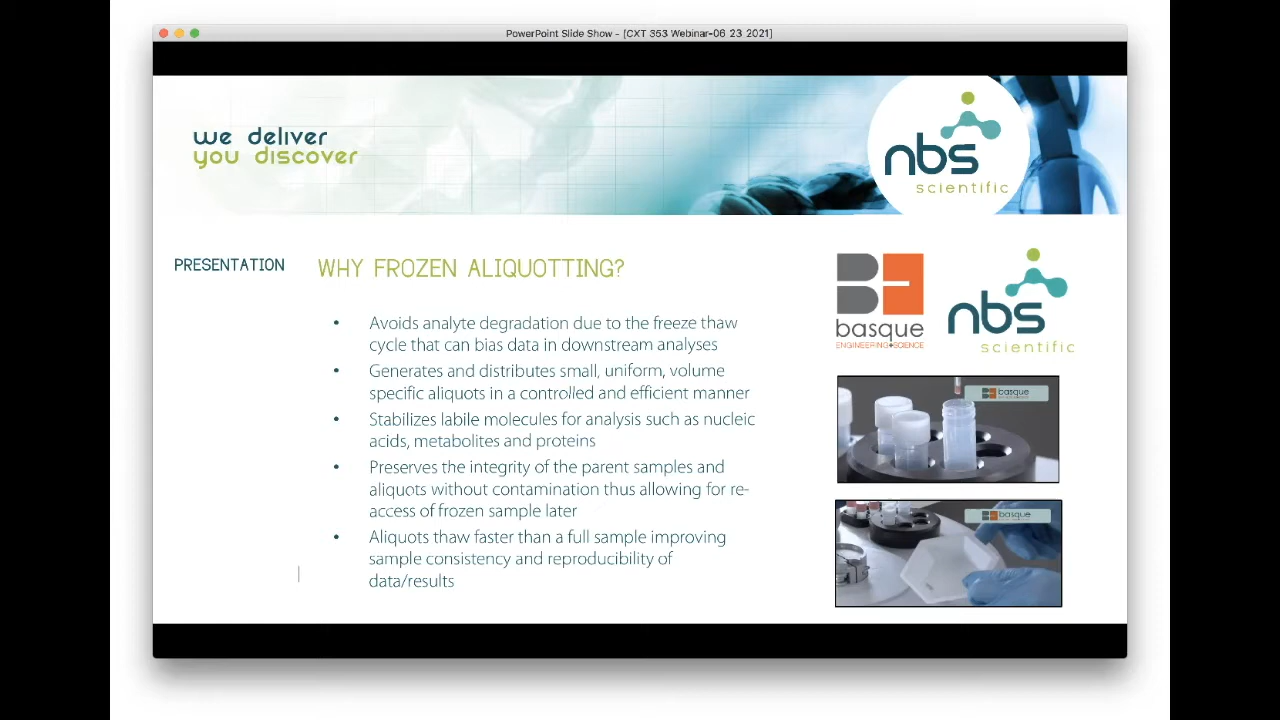 PowerPoint Slide Show - [CXT 353 Webinar-06 23 2021]
we deliver
you discover
nbs
scientific
PRESENTATION
WHY FROZEN ALIQUOTTING?
• Avoids analyte degradation due to the freeze thaw
cycle that can bias data in downstream analyses
• Generates and distributes small, uniform, volume
specific aliquots in a controlled and efficient manner
• Stabilizes labile molecules for analysis such as nucleic
acids, metabolites and proteins
• Preserves the integrity of the parent samples and
aliquots without contamination thus allowing for re-
access of frozen sample later
• Aliquots thaw faster than a full sample improving
sample consistency and reproducibility of
data/results
basque
ENGINEERING+SCIENCE
nbs
scientific
basque
basque